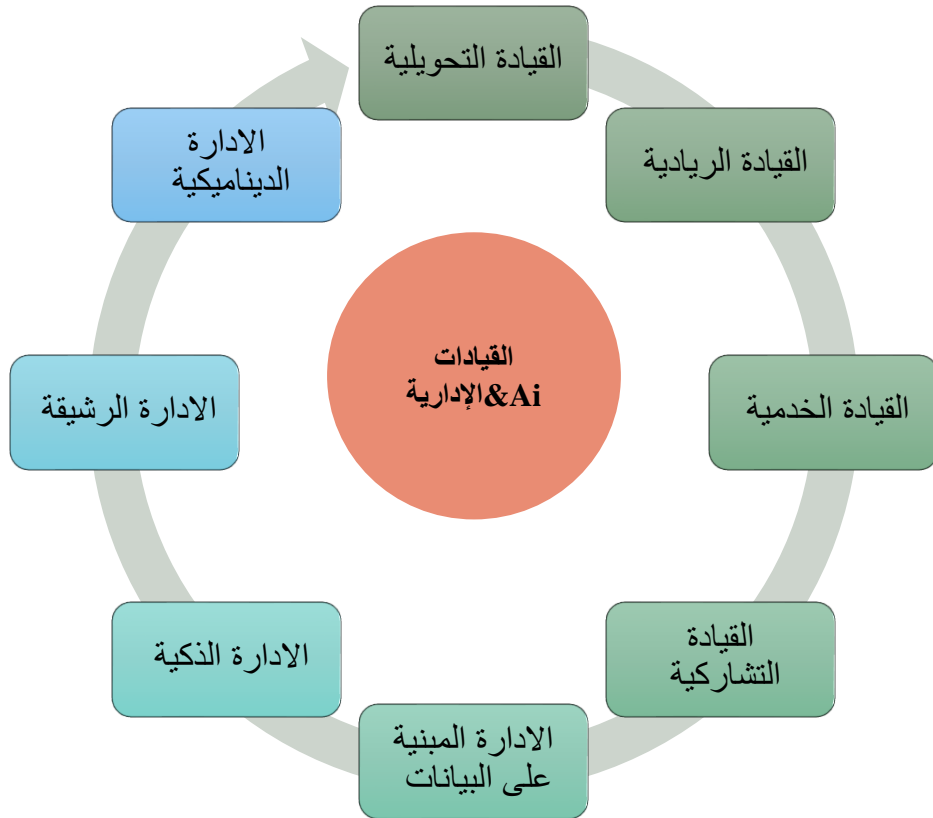 القيادة التحويلية
القيادة الريادية
القيادة الخدمية
القيادة
التشاركية
الادارة المبنية
على البيانات
الادارة الذكية
الادارة الرشيقة
الادارة
الديناميكية
القيادات
الإدارية&Ai